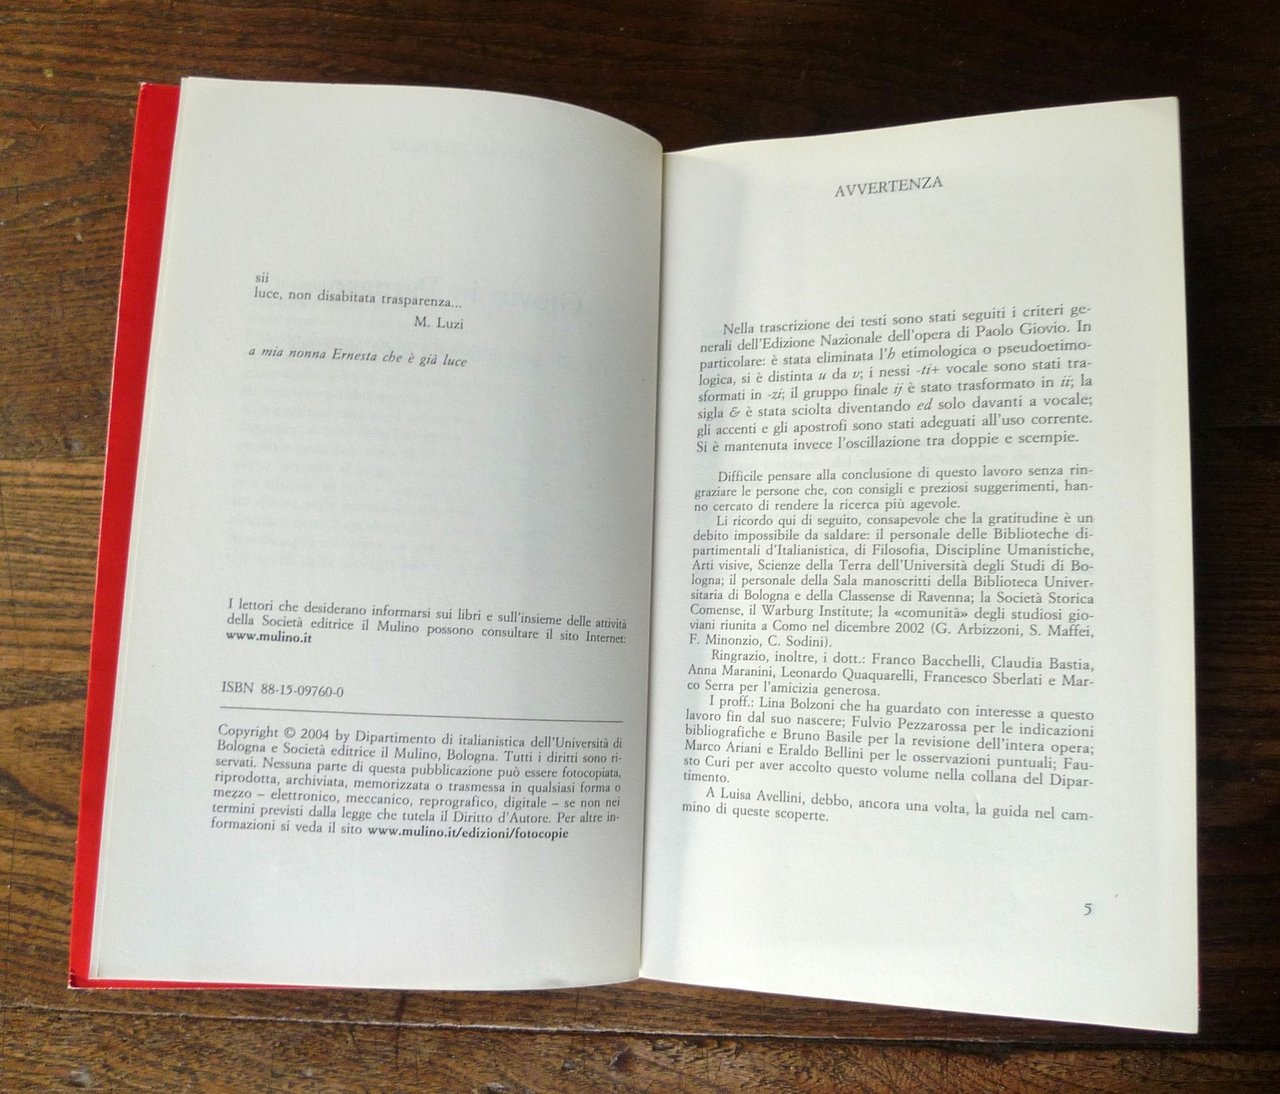 sii
luce, non disabitata trasparenza...
M. Luzi
a mia nonna Ernesta che è già luce
I lettori che desiderano informarsi sui libri e sull'insieme delle attività
della Società editrice il Mulino possono consultare il sito Internet:
www.mulino.it
ISBN 88-15-09760-0
Copyright © 2004 by Dipartimento di italianistica dell'Università di
Bologna e Società editrice il Mulino, Bologna. Tutti i diritti sono ri-
servati. Nessuna parte di questa pubblicazione può essere fotocopiata,
riprodotta, archiviata, memorizzata o trasmessa in qualsiasi forma o
mezzo – elettronico, meccanico, reprografico, digitale – se non nei
termini previsti dalla legge che tutela il Diritto d'Autore. Per altre in-
formazioni si veda il sito www.mulino.it/edizioni/fotocopie
AVVERTENZA
Nella trascrizione dei testi sono stati seguiti i criteri ge-
nerali dell'Edizione Nazionale dell'opera di Paolo Giovio. In
particolare: è stata eliminata l'h etimologica o pseudoetimo-
logica, si è distinta u da v; i nessi -ti+ vocale sono stati tra-
sformati in -zi; il gruppo finale ij è stato trasformato in ii; la
sigla & è stata sciolta diventando ed solo davanti a vocale;
gli accenti e gli apostrofi sono stati adeguati all'uso corrente.
Si è mantenuta invece l'oscillazione tra doppie e scempie.
Difficile pensare alla conclusione di questo lavoro senza rin-
graziare le persone che, con consigli e preziosi suggerimenti, han-
no cercato di rendere la ricerca più agevole.
Li ricordo qui di seguito, consapevole che la gratitudine è un
debito impossibile da saldare: il personale delle Biblioteche di-
partimentali d'Italianistica, di Filosofia, Discipline Umanistiche,
Arti visive, Scienze della Terra dell'Università degli Studi di Bo-
logna; il personale della Sala manoscritti della Biblioteca Univer-
sitaria di Bologna e della Classense di Ravenna; la Società Storica
Comense, il Warburg Institute; la «comunità» degli studiosi gio-
viani riunita a Como nel dicembre 2002 (G. Arbizzoni, S. Maffei,
F. Minonzio, C. Sodini).
Ringrazio, inoltre, i dott.: Franco Bacchelli, Claudia Bastia,
Anna Maranini, Leonardo Quaquarelli, Francesco Sberlati e Mar-
co Serra per l'amicizia generosa.
I proff.: Lina Bolzoni che ha guardato con interesse a questo
lavoro fin dal suo nascere; Fulvio Pezzarossa per le indicazioni
bibliografiche e Bruno Basile per la revisione dell'intera opera;
Marco Ariani e Eraldo Bellini per le osservazioni puntuali; Fau-
sto Curi per aver accolto questo volume nella collana del Dipar-
timento.
A Luisa Avellini, debbo, ancora una volta, la guida nel cam-
mino di queste scoperte.
5